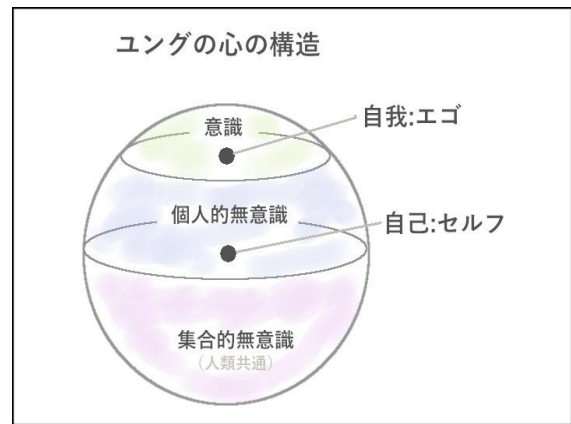 ユングの心の構造
意識
自我:エゴ
個人的無意識
自己:セルフ
集合的無意識
(人類共通)